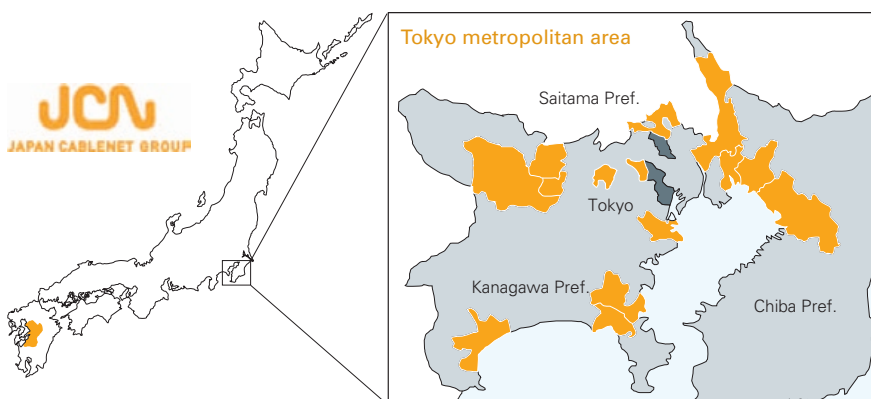 JCN
JAPAN CABLENET GROUP
Tokyo metropolitan area
Saitama Pref.
Tokyo
Kanagawa Pref.
Chiba Pref.